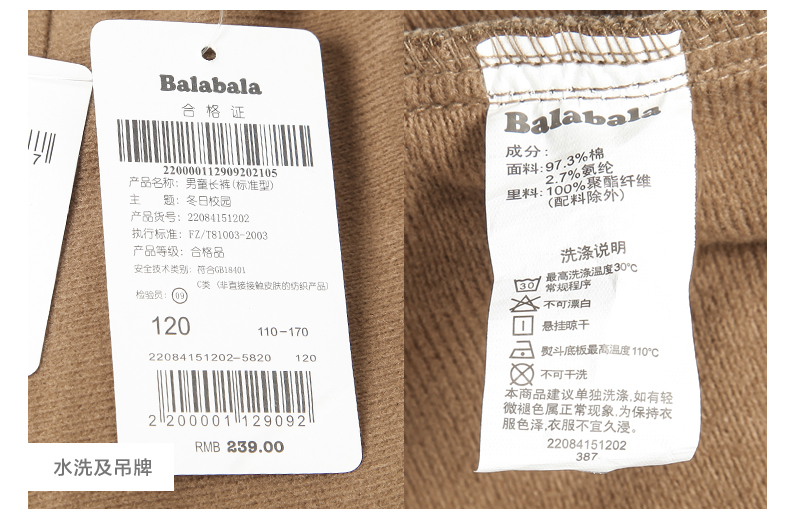 7
Balabala
合格证
22000011290920210​5
产品名称: 男童长裤(标准型)
主 题: 冬日校园
产品货号: 22084151202
执行标准: FZ/T81003-2003
产品等级: 合格品
安全技术类别: 符合GB18401
C类 (非直接接触皮肤的纺织产品)
检验员: 09
120 110-170
22084151202-5820 120
2 200001 129092
RMB 239.00
水洗及吊牌
Balabala
成分:
面料:97.3%棉
2.7%氨纶
里料:100%聚酯纤维
(配料除外)
洗涤说明
30 最高洗涤温度30℃
常规程序
不可漂白
悬挂晾干
熨斗底板最高温度110℃
不可干洗
本商品建议单独洗涤,如有轻
微褪色属正常现象,为保持衣
服色泽,衣服不宜久浸。
22084151202
387